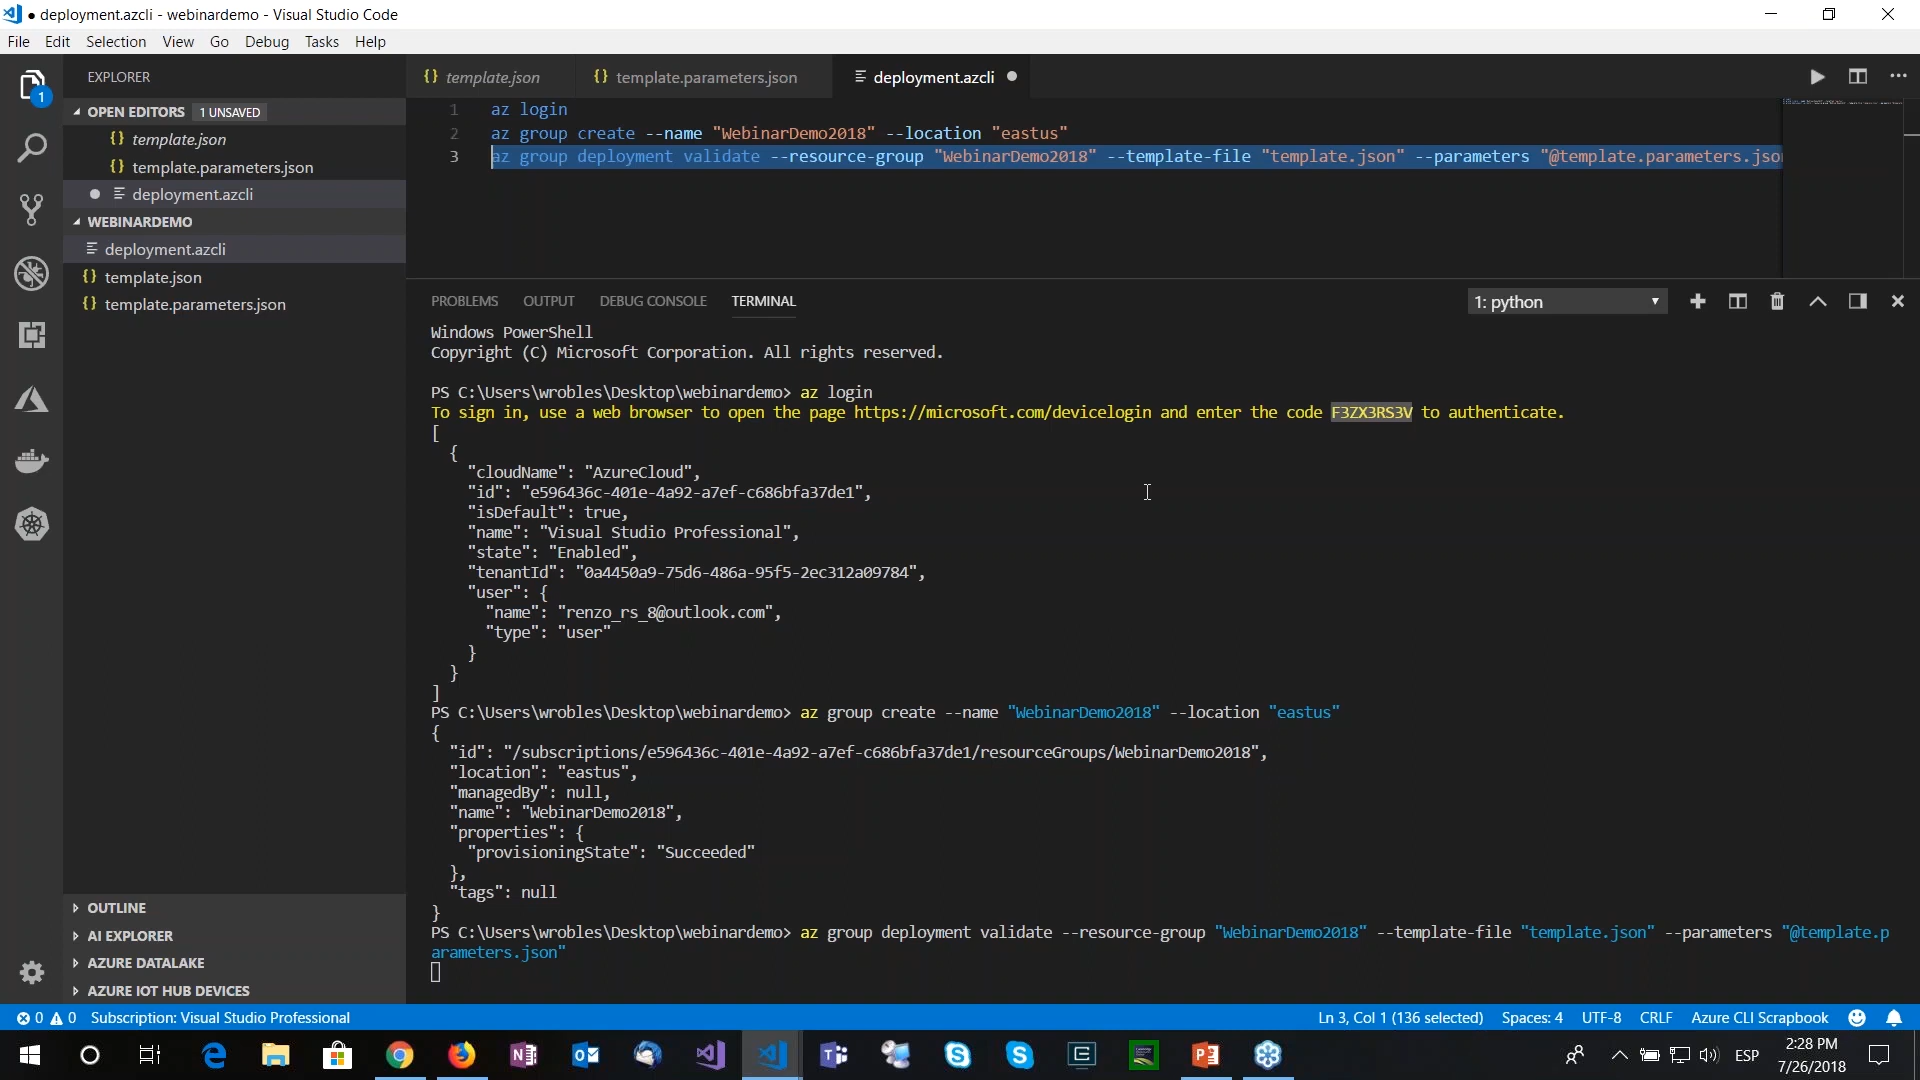 deployment.azcli - webinardemo - Visual Studio Code
File Edit Selection View Go Debug Tasks Help
EXPLORER
OPEN EDITORS 1 UNSAVED
template.json
template.parameters.json
deployment.azcli
WEBINARDEMO
deployment.azcli
template.json
template.parameters.json
OUTLINE
AI EXPLORER
AZURE DATALAKE
AZURE IOT HUB DEVICES
1
template.json template.parameters.json deployment.azcli
1 az login
2 az group create --name "WebinarDemo2018" --location "eastus"
3 az group deployment validate --resource-group "WebinarDemo2018" --template-file "template.json" --parameters "@template.parameters.jso
PROBLEMS OUTPUT DEBUG CONSOLE TERMINAL 1: python
Windows PowerShell
Copyright (C) Microsoft Corporation. All rights reserved.
PS C:\Users\wrobles\Desktop\webinardemo> az login
To sign in, use a web browser to open the page https://microsoft.com/devicelogin and enter the code F3ZX3RS3V to authenticate.
[
{
"cloudName": "AzureCloud",
"id": "e596436c-401e-4a92-a7ef-c686bfa37de1",
"isDefault": true,
"name": "Visual Studio Professional",
"state": "Enabled",
"tenantId": "0a4450a9-75d6-486a-95f5-2ec312a09784",
"user": {
"name": "renzo_rs_8@outlook.com",
"type": "user"
}
}
]
PS C:\Users\wrobles\Desktop\webinardemo> az group create --name "WebinarDemo2018" --location "eastus"
{
"id": "/subscriptions/e596436c-401e-4a92-a7ef-c686bfa37de1/resourceGroups/WebinarDemo2018",
"location": "eastus",
"managedBy": null,
"name": "WebinarDemo2018",
"properties": {
"provisioningState": "Succeeded"
},
"tags": null
}
PS C:\Users\wrobles\Desktop\webinardemo> az group deployment validate --resource-group "WebinarDemo2018" --template-file "template.json" --parameters "@template.p
arameters.json"
0 0 Subscription: Visual Studio Professional Ln 3, Col 1 (136 selected) Spaces: 4 UTF-8 CRLF Azure CLI Scrapbook
ESP
2:28 PM
7/26/2018